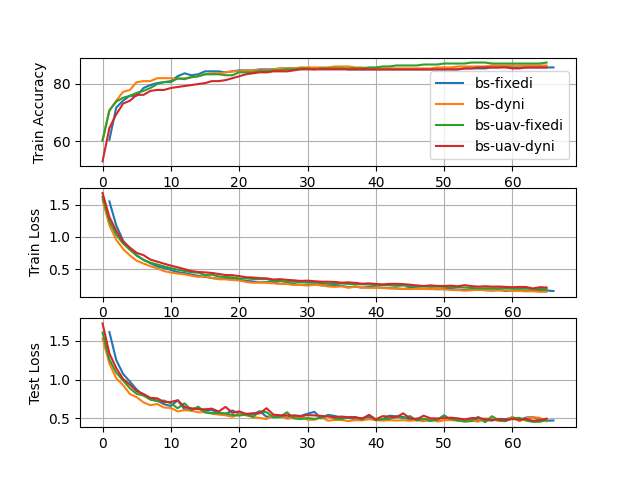 Train Accuracy
80
60
0 10 20 30 40 50 60
bs-fixedi
bs-dyni
bs-uav-fixedi
bs-uav-dyni
Train Loss
1.5
1.0
0.5
0 10 20 30 40 50 60
Test Loss
1.5
1.0
0.5
0 10 20 30 40 50 60